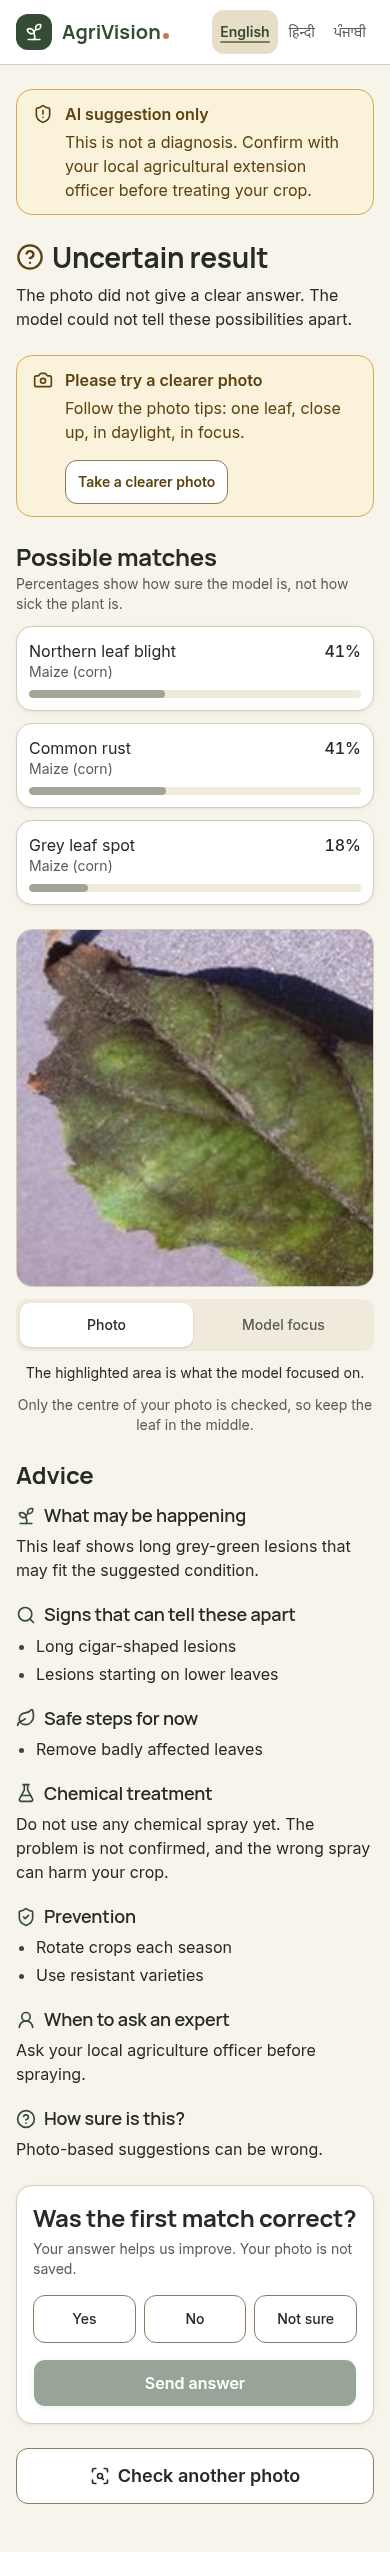 AgriVision
English हिन्दी ਪੰਜਾਬੀ
AI suggestion only
This is not a diagnosis. Confirm with
your local agricultural extension
officer before treating your crop.
Uncertain result
The photo did not give a clear answer. The
model could not tell these possibilities apart.
Please try a clearer photo
Follow the photo tips: one leaf, close
up, in daylight, in focus.
Take a clearer photo
Possible matches
Percentages show how sure the model is, not how
sick the plant is.
Northern leaf blight 41%
Maize (corn)
Common rust 41%
Maize (corn)
Grey leaf spot 18%
Maize (corn)
Photo Model focus
The highlighted area is what the model focused on.
Only the centre of your photo is checked, so keep the
leaf in the middle.
Advice
What may be happening
This leaf shows long grey-green lesions that
may fit the suggested condition.
Signs that can tell these apart
• Long cigar-shaped lesions
• Lesions starting on lower leaves
Safe steps for now
• Remove badly affected leaves
Chemical treatment
Do not use any chemical spray yet. The
problem is not confirmed, and the wrong spray
can harm your crop.
Prevention
• Rotate crops each season
• Use resistant varieties
When to ask an expert
Ask your local agriculture officer before
spraying.
How sure is this?
Photo-based suggestions can be wrong.
Was the first match correct?
Your answer helps us improve. Your photo is not
saved.
Yes No Not sure
Send answer
Check another photo